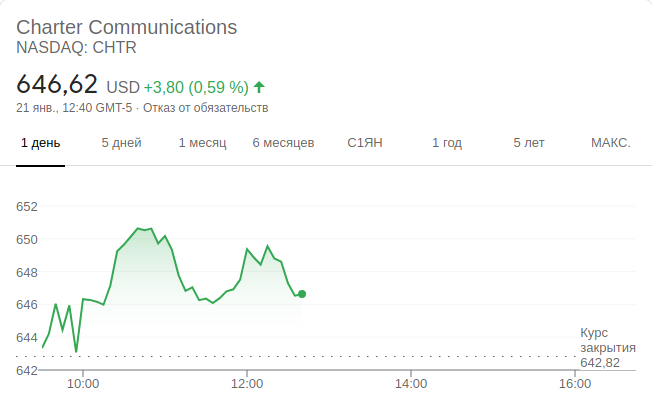 Charter Communications
NASDAQ: CHTR
646,62 USD +3,80 (0,59 %)
21 янв., 12:40 GMT-5 · Отказ от обязательств
1 день 5 дней 1 месяц 6 месяцев С1ЯН 1 год 5 лет МАКС.
652
650
648
646
644
Курс
закрытия
642,82
642
10:00 12:00 14:00 16:00